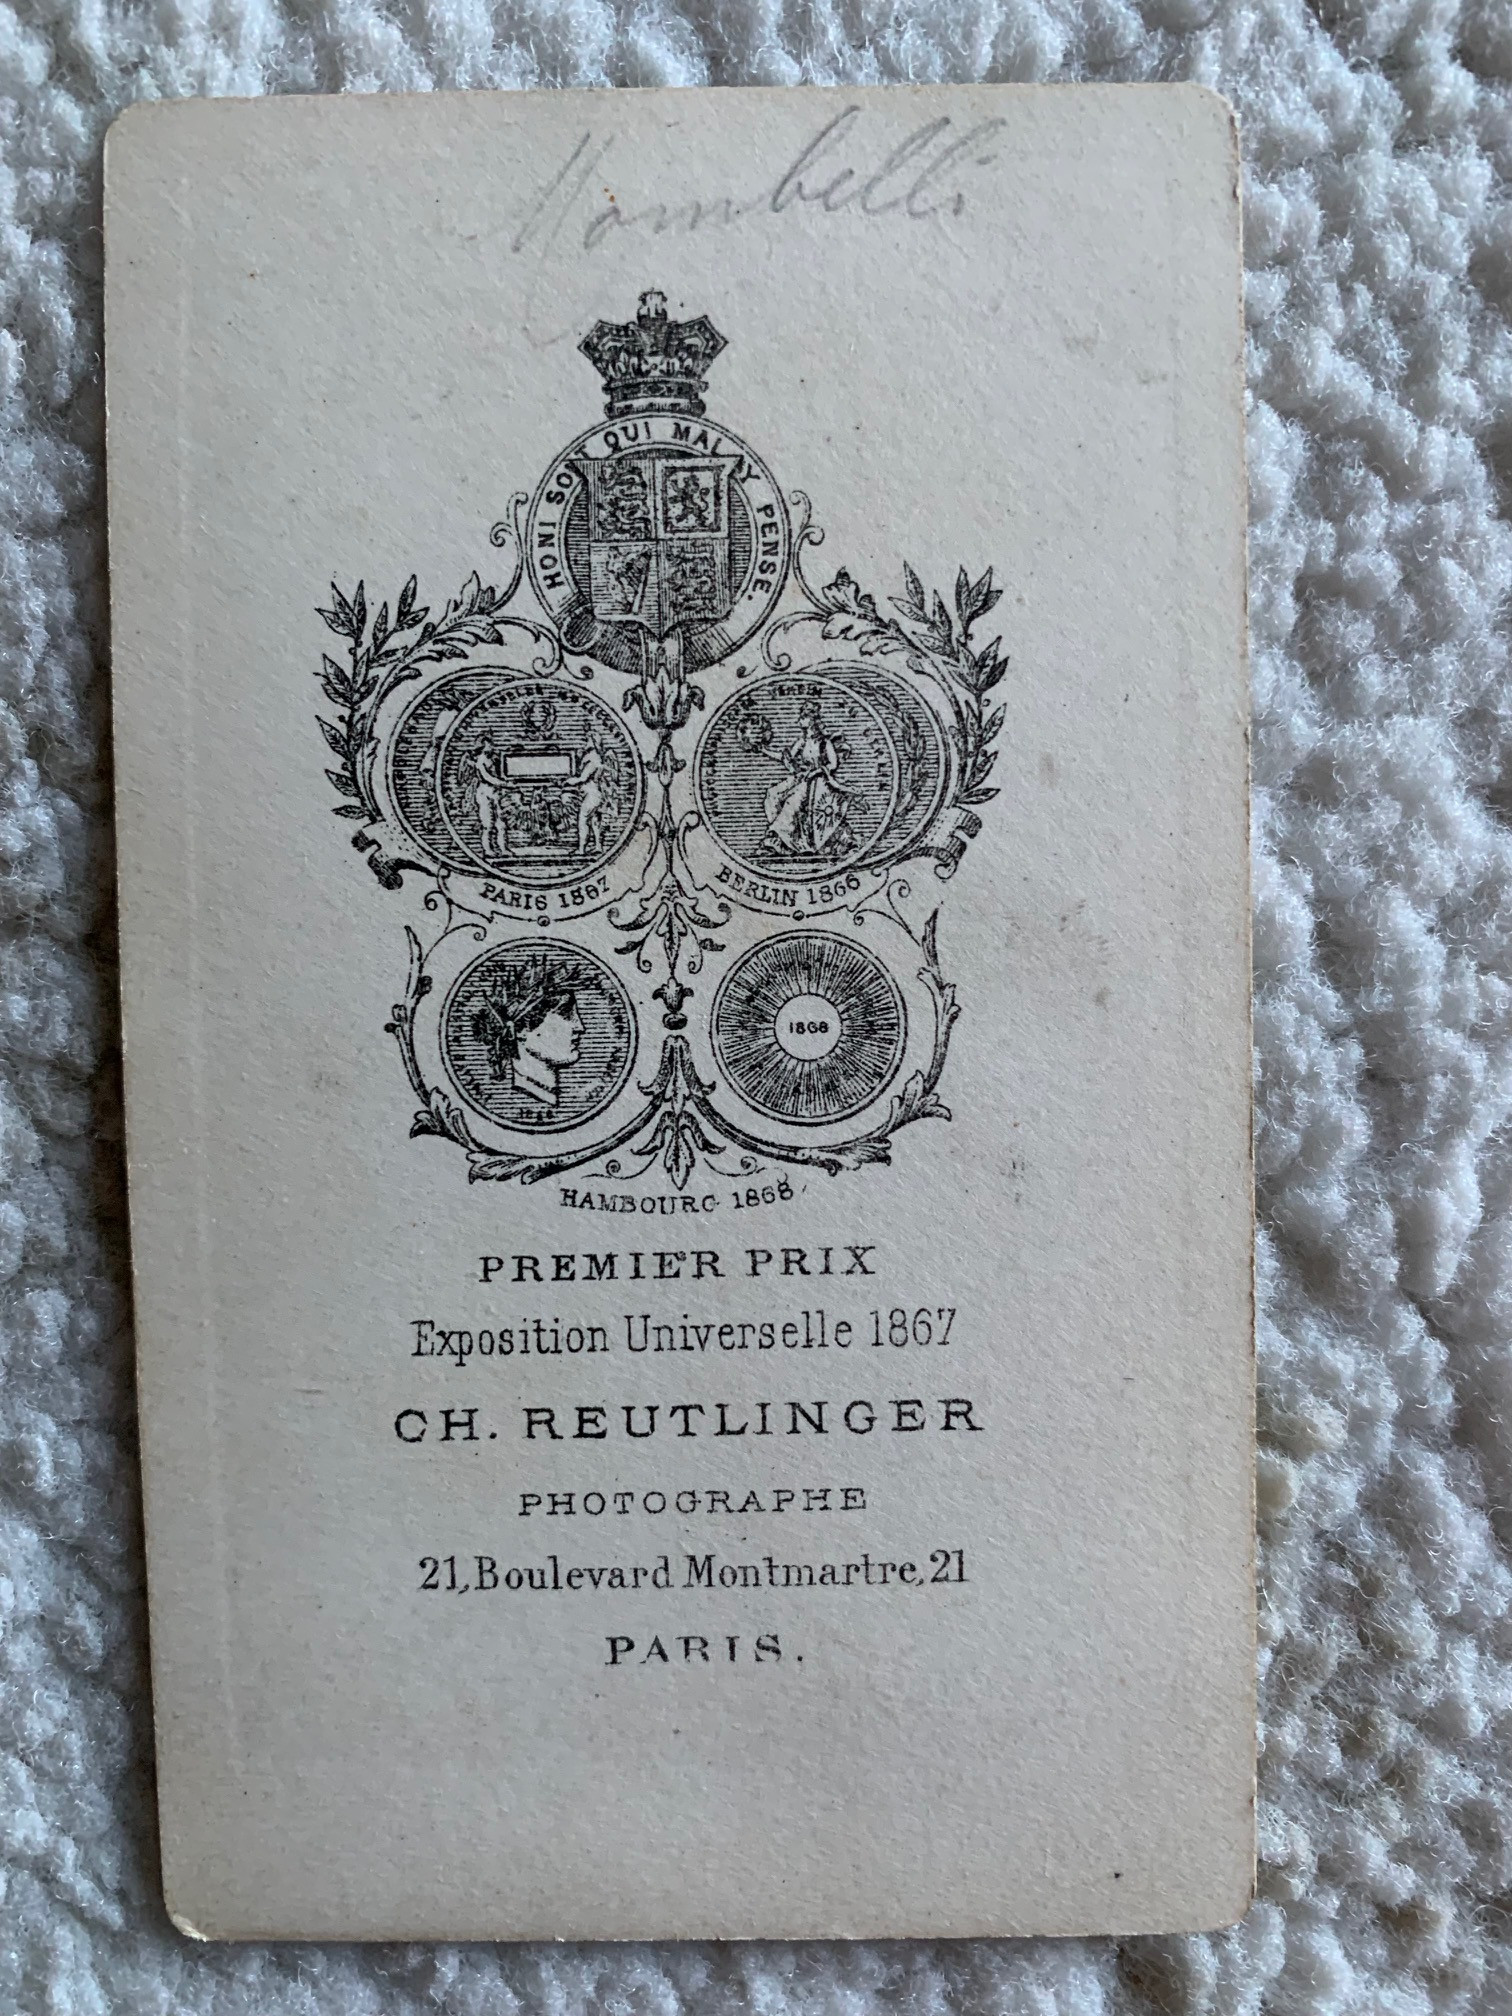 Mombelli
HONI SOIT QUI MAL Y PENSE.
PARIS 1867
BERLIN 1866
1868
HAMBOURG 1868
PREMIER PRIX
Exposition Universelle 1867
CH. REUTLINGER
PHOTOGRAPHE
21, Boulevard Montmartre, 21
PARIS.